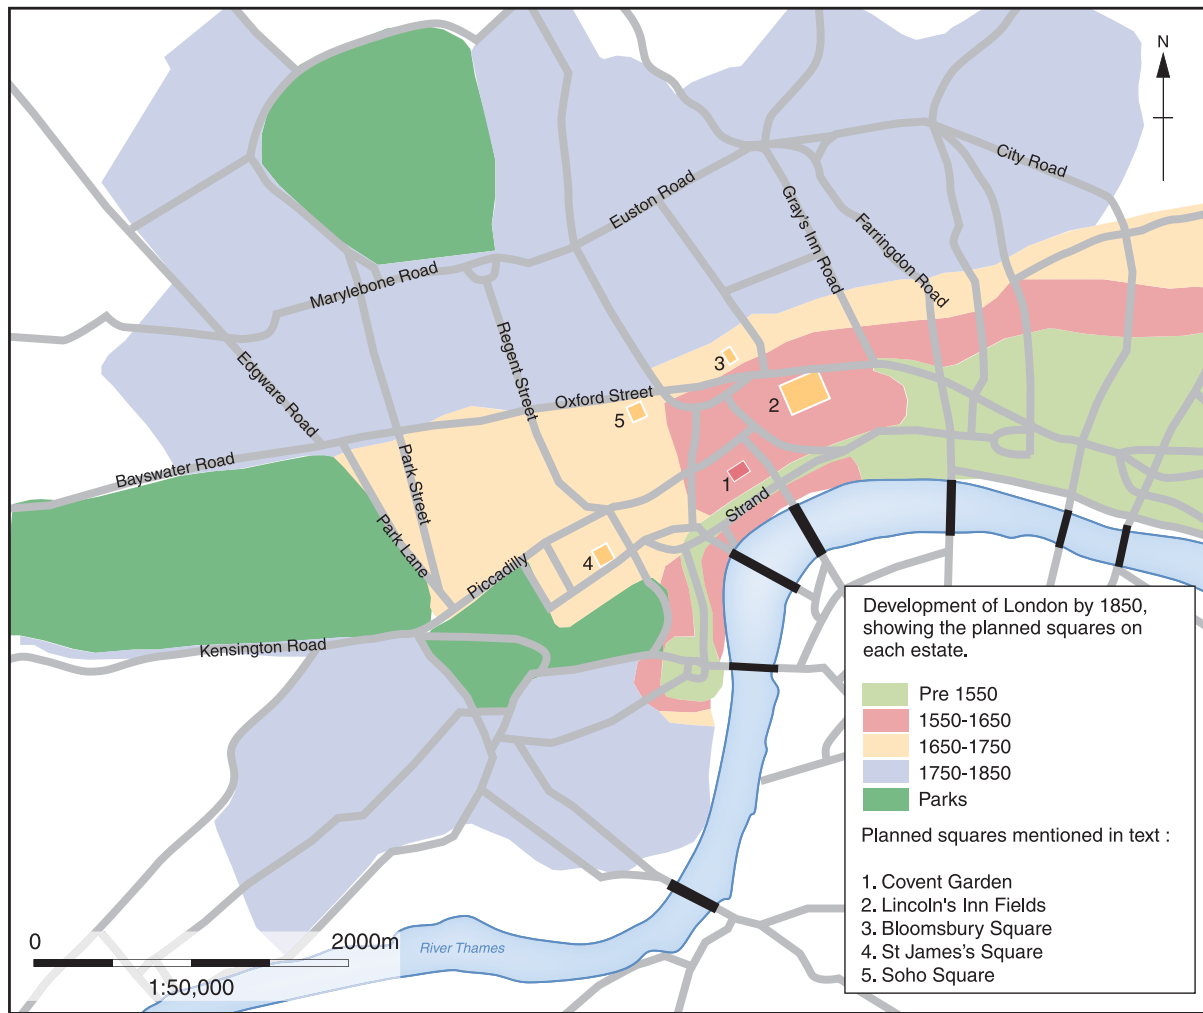 N
City Road
Euston Road
Gray's Inn Road
Farringdon Road
Marylebone Road
Regent Street
Edgware Road
3
Oxford Street
2
5
Park Street
Bayswater Road
1
Strand
Park Lane
Piccadilly
4
Kensington Road
Development of London by 1850,
showing the planned squares on
each estate.
Pre 1550
1550-1650
1650-1750
1750-1850
Parks
Planned squares mentioned in text :
1. Covent Garden
2. Lincoln's Inn Fields
3. Bloomsbury Square
4. St James's Square
5. Soho Square
0 2000m
1:50,000
River Thames